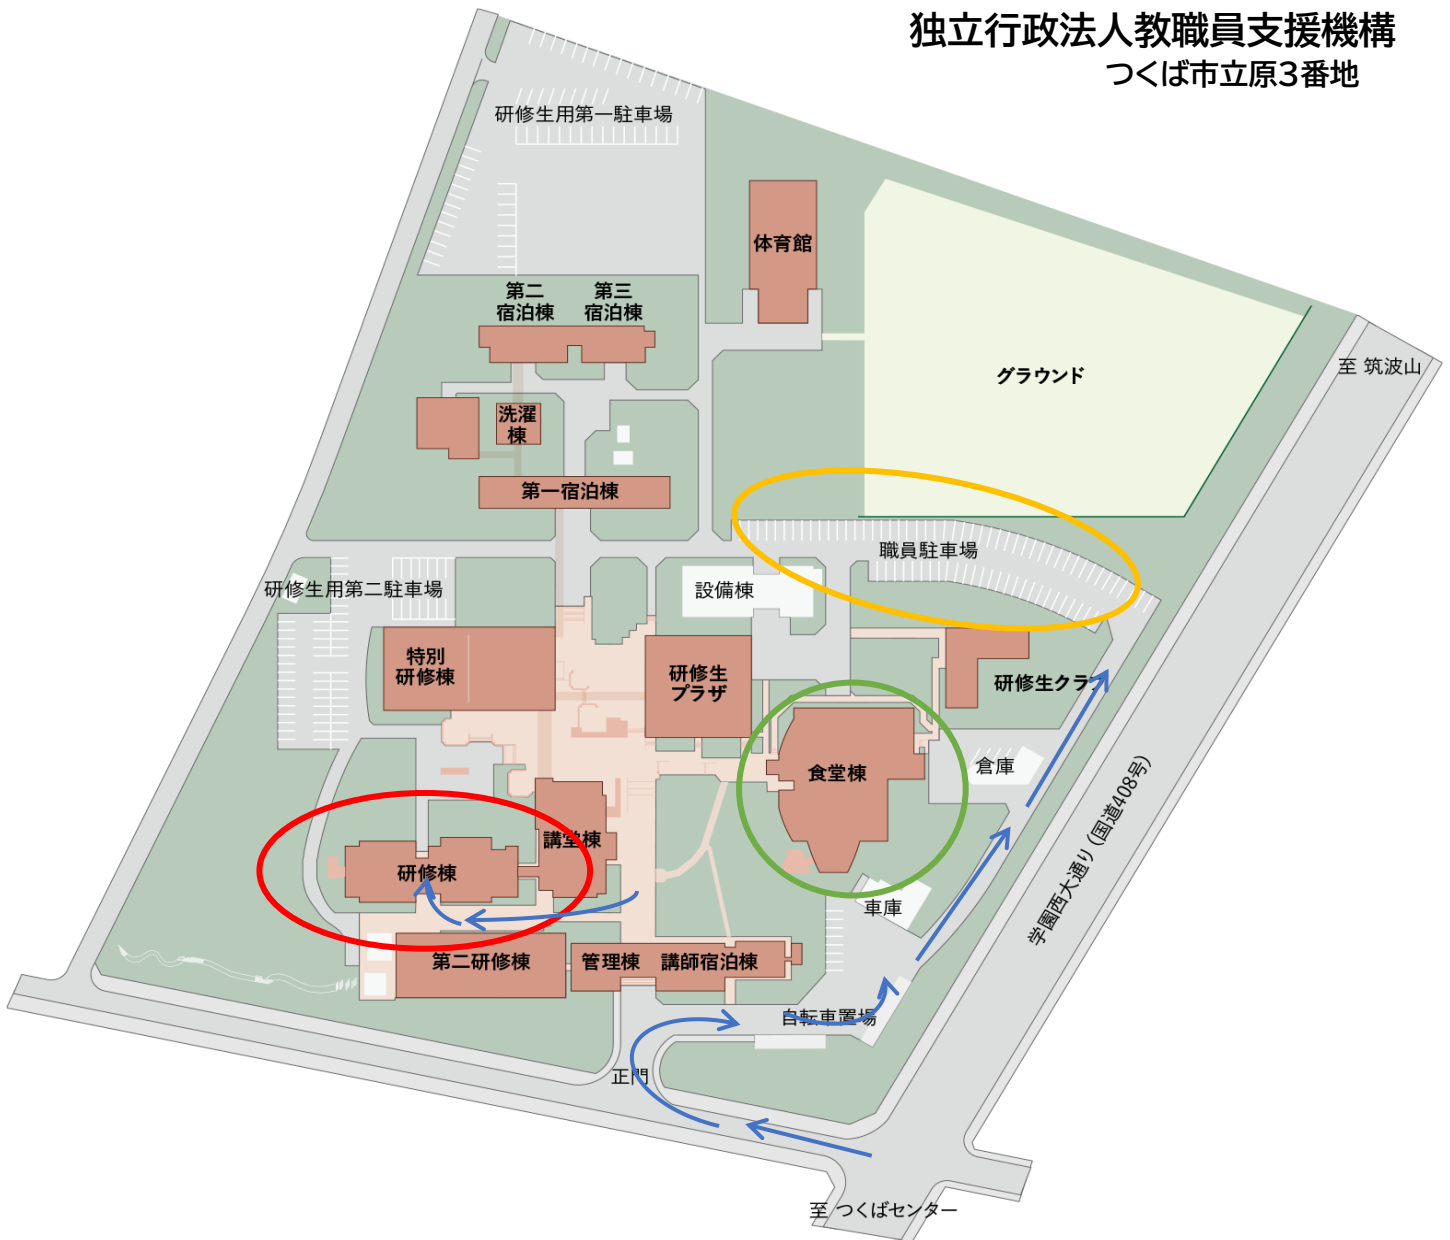 独立行政法人教職員支援機構
つくば市立原3番地
研修生用第一駐車場
体育館
第二
宿泊棟
第三
宿泊棟
至 筑波山
グラウンド
洗濯
棟
第一宿泊棟
職員駐車場
研修生用第二駐車場
設備棟
特別
研修棟
研修生
プラザ
研修生クラブ
食堂棟
倉庫
講堂棟
研修棟
学園西大通り(国道408号)
車庫
第二研修棟
管理棟
講師宿泊棟
自転車置場
正門
至 つくばセンター